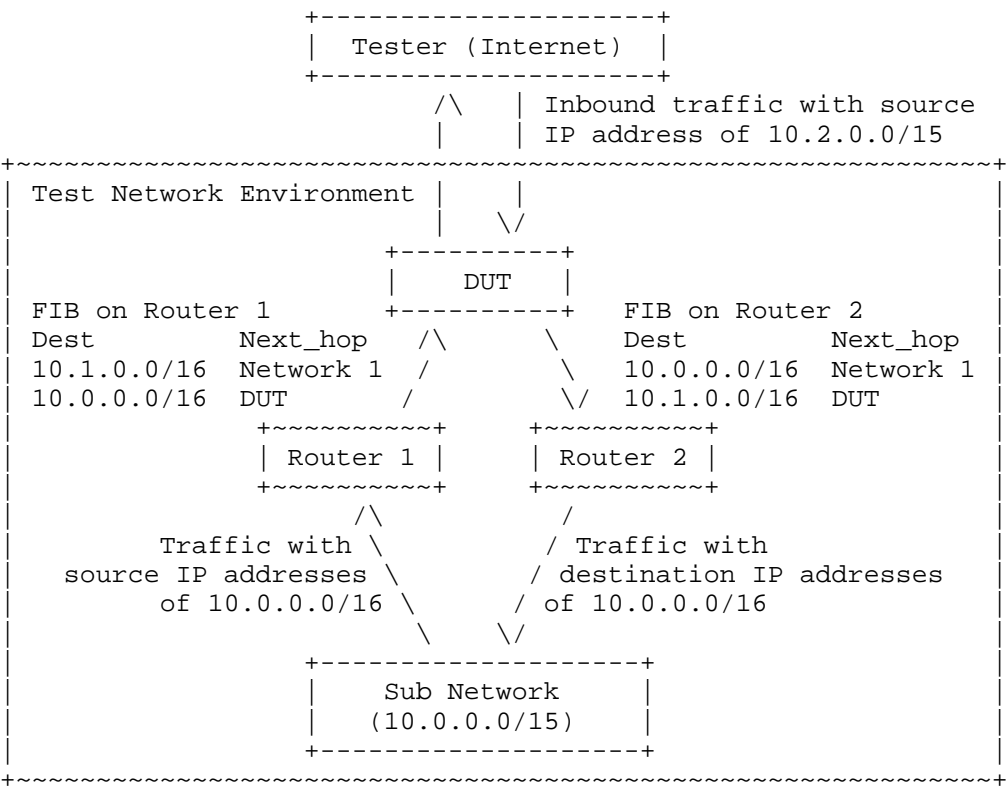 Tester (Internet)
Inbound traffic with source
IP address of 10.2.0.0/15
Test Network Environment
DUT
FIB on Router 1 FIB on Router 2
Dest Next_hop Dest Next_hop
10.1.0.0/16 Network 1 10.0.0.0/16 Network 1
10.0.0.0/16 DUT 10.1.0.0/16 DUT
Router 1 Router 2
Traffic with Traffic with
source IP addresses destination IP addresses
of 10.0.0.0/16 of 10.0.0.0/16
Sub Network
(10.0.0.0/15)